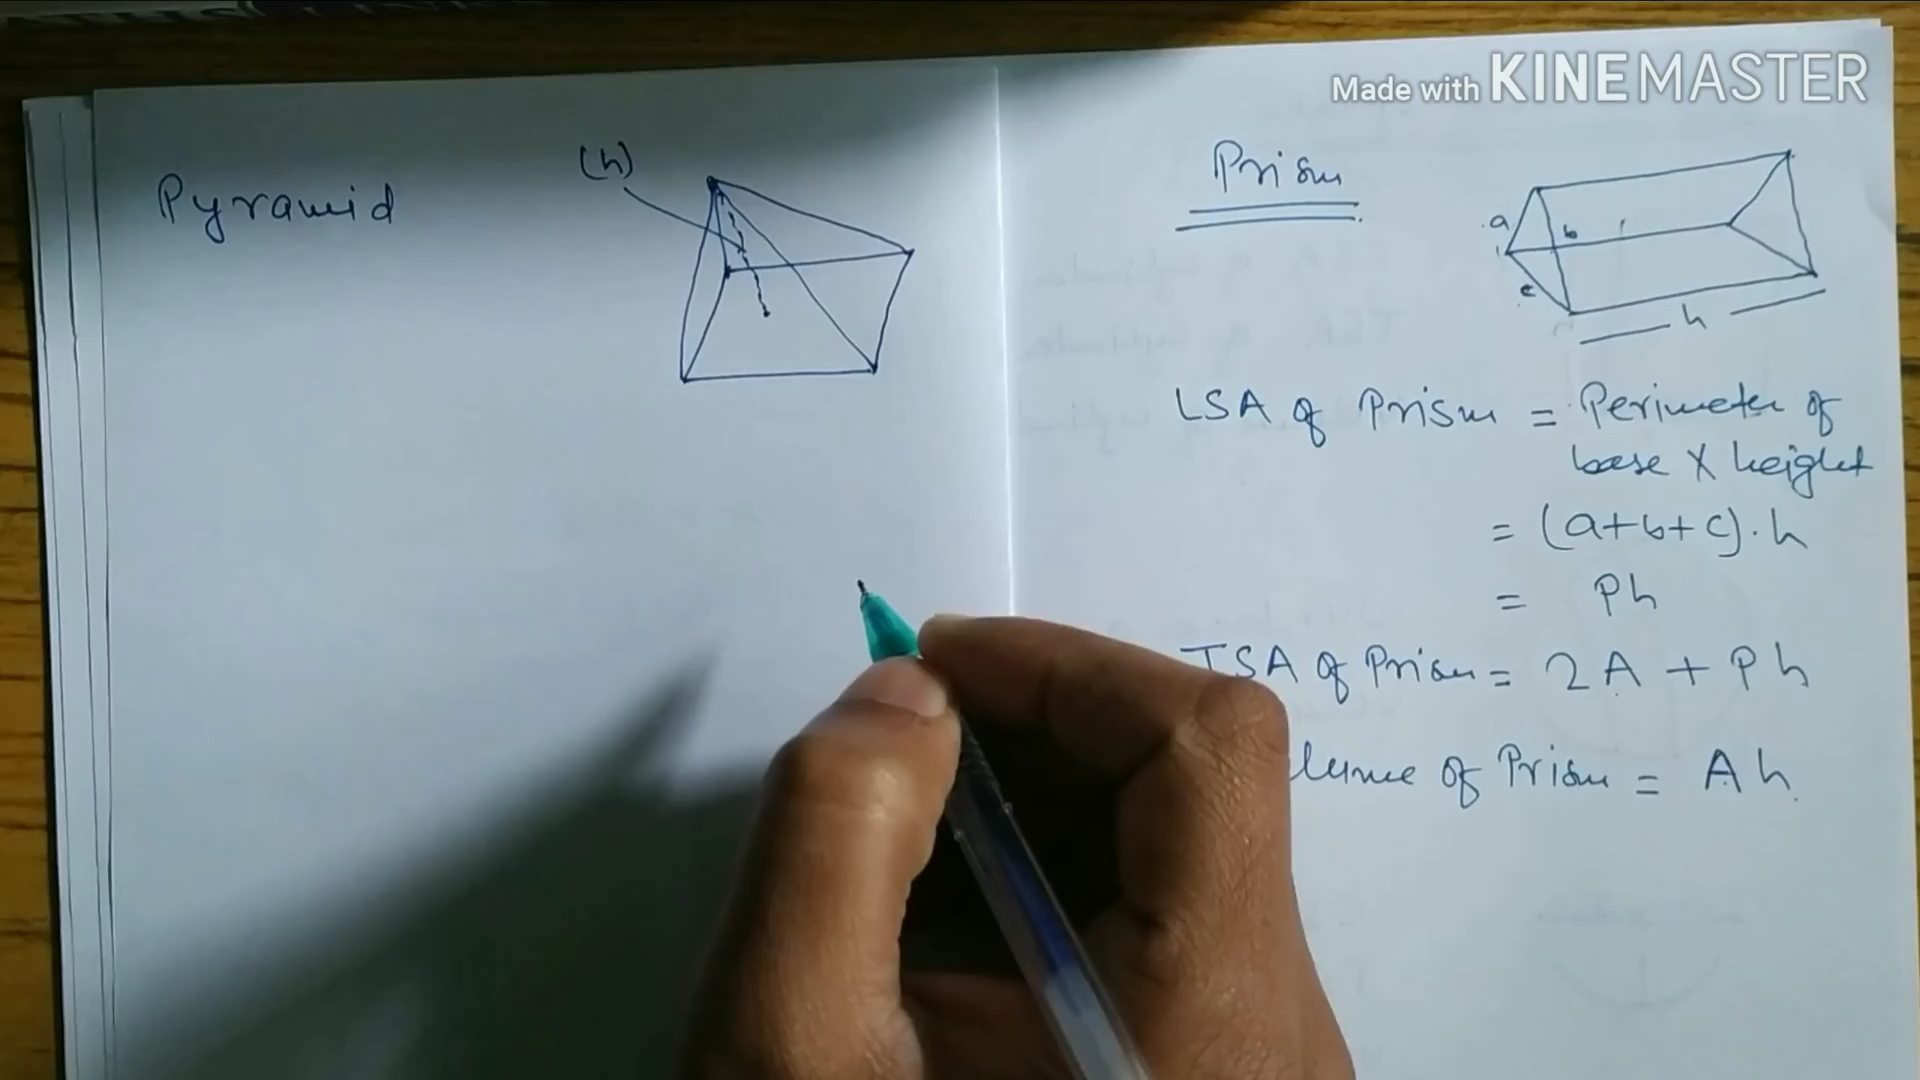 Made with KINEMASTER
Pyramid
(h)
Prism
a
b
c
h
LSA of Prism = Perimeter of
base X height
= (a+b+c).h
= Ph
TSA of Prism = 2A + Ph
lume of Prism = Ah